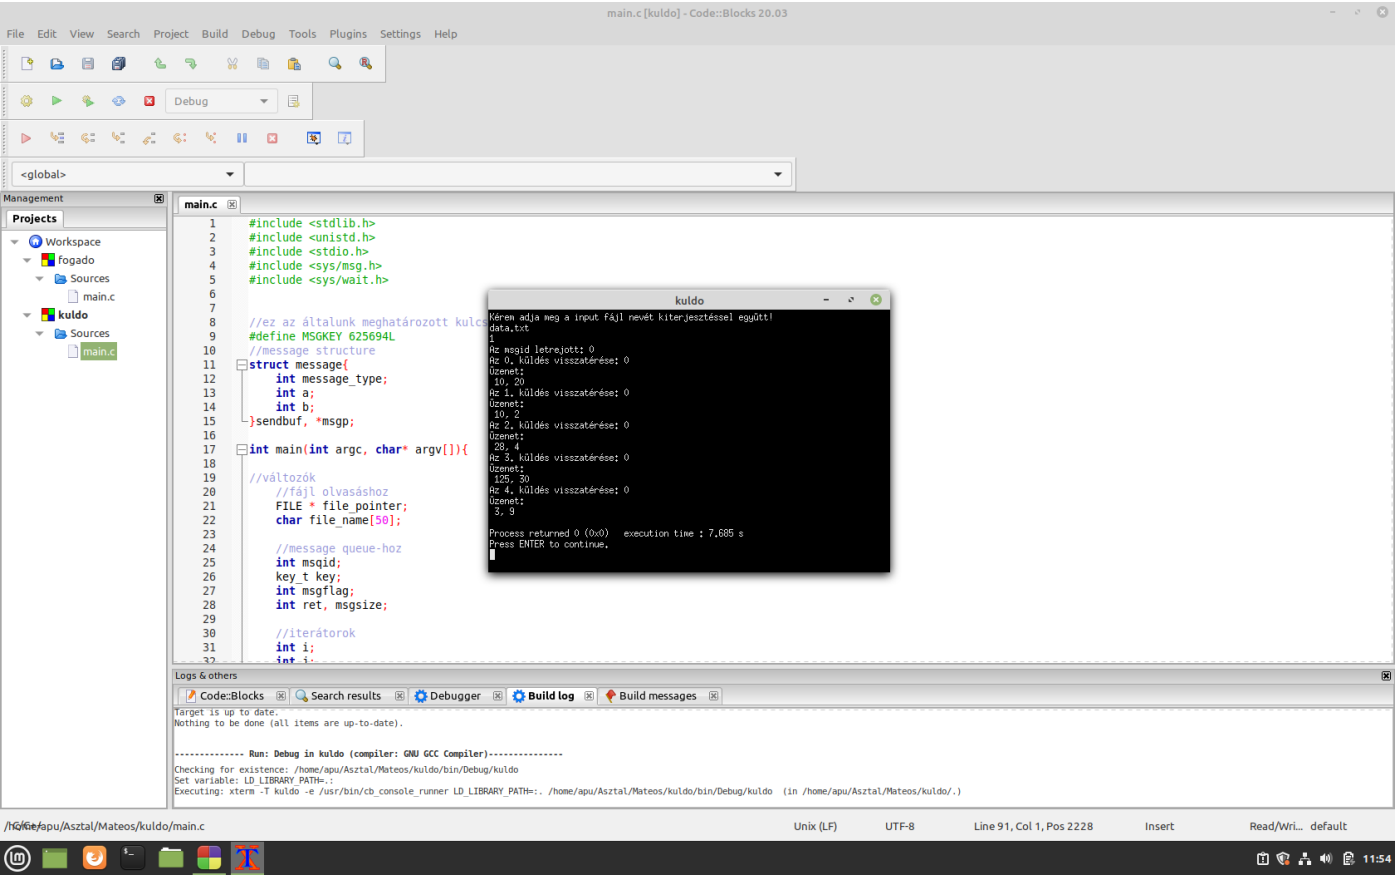 main.c [kuldo] - Code::Blocks 20.03
File Edit View Search Project Build Debug Tools Plugins Settings Help
Debug
<global>
Management
Projects
Workspace
fogado
Sources
main.c
kuldo
Sources
main.c
main.c
1 #include <stdlib.h>
2 #include <unistd.h>
3 #include <stdio.h>
4 #include <sys/msg.h>
5 #include <sys/wait.h>
6
7
8 //ez az általunk meghatározott kulcs
9 #define MSGKEY 625694L
10 //message structure
11 struct message{
12 int message_type;
13 int a;
14 int b;
15 }sendbuf, *msgp;
16
17 int main(int argc, char* argv[]){
18
19 //változók
20 //fájl olvasáshoz
21 FILE * file_pointer;
22 char file_name[50];
23
24 //message queue-hoz
25 int msqid;
26 key_t key;
27 int msgflag;
28 int ret, msgsize;
29
30 //iterátorok
31 int i;
32 int j;
kuldo
Kérem adja meg a input fájl nevét kiterjesztéssel együtt!
data.txt
1
Az msgid letrejott: 0
Az 0. küldés visszatérése: 0
Üzenet:
10, 20
Az 1. küldés visszatérése: 0
Üzenet:
10, 2
Az 2. küldés visszatérése: 0
Üzenet:
28, 4
Az 3. küldés visszatérése: 0
Üzenet:
125, 30
Az 4. küldés visszatérése: 0
Üzenet:
3, 9
Process returned 0 (0x0) execution time : 7.685 s
Press ENTER to continue.
Logs & others
Code::Blocks Search results Debugger Build log Build messages
Target is up to date.
Nothing to be done (all items are up-to-date).
-------------- Run: Debug in kuldo (compiler: GNU GCC Compiler)---------------
Checking for existence: /home/apu/Asztal/Mateos/kuldo/bin/Debug/kuldo
Set variable: LD_LIBRARY_PATH=.:
Executing: xterm -T kuldo -e /usr/bin/cb_console_runner LD_LIBRARY_PATH=:. /home/apu/Asztal/Mateos/kuldo/bin/Debug/kuldo (in /home/apu/Asztal/Mateos/kuldo/.)
/home/apu/Asztal/Mateos/kuldo/main.c Unix (LF) UTF-8 Line 91, Col 1, Pos 2228 Insert Read/Wri... default
11:54